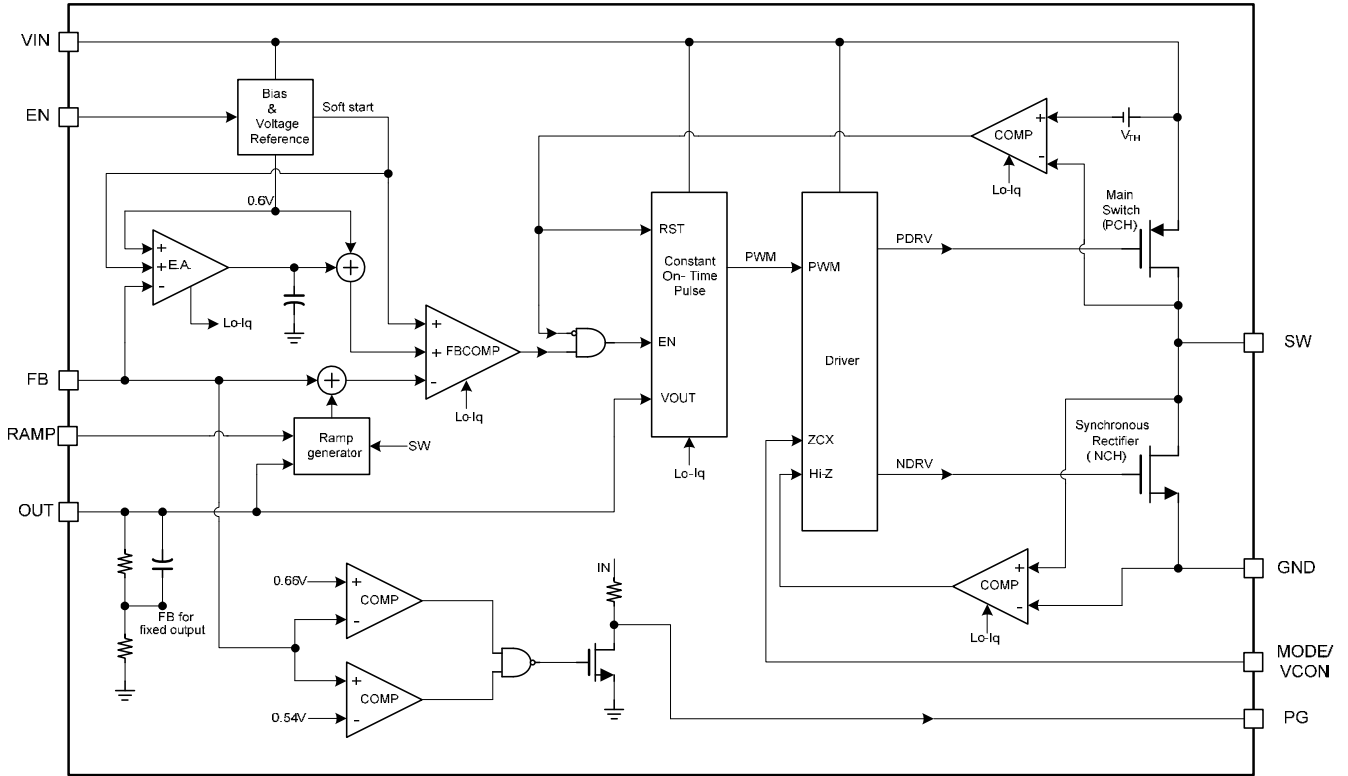 VIN
EN
Bias
&
Voltage
Reference
Soft start
0.6V
+
+
-
E.A.
Lo-Iq
+
+
+
-
FBCOMP
Lo-Iq
FB
+
RAMP
Ramp
generator
SW
OUT
FB for
fixed output
0.66V
+
-
COMP
+
-
COMP
0.54V
IN
RST
Constant
On- Time
Pulse
EN
VOUT
Lo-Iq
PWM
PWM
Driver
ZCX
Hi-Z
PDRV
NDRV
COMP
+
-
Lo-Iq
VTH
Main
Switch
(PCH)
Synchronous
Rectifier
( NCH)
COMP
+
-
Lo-Iq
SW
GND
MODE/
VCON
PG